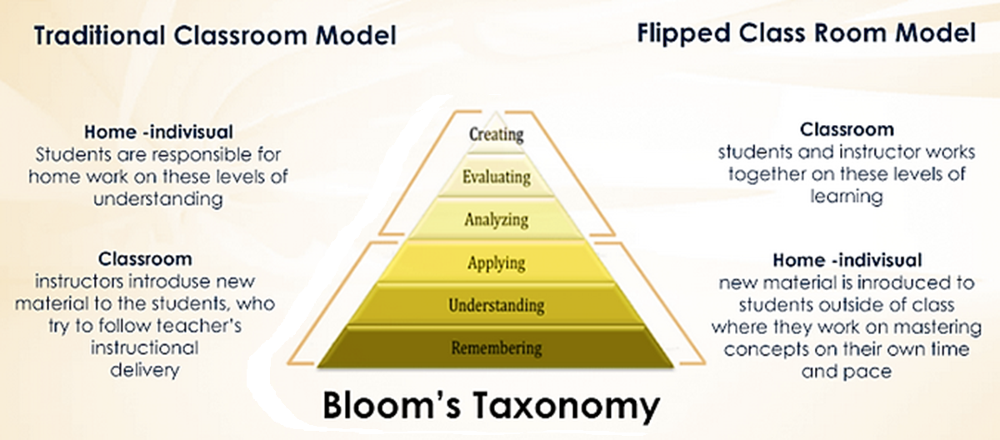 Traditional Classroom Model
Flipped Class Room Model
Home -indivisual
Students are responsible for
home work on these levels of
understanding
Classroom
instructors introduse new
material to the students, who
try to follow teacher's
instructional
delivery
Creating
Evaluating
Analyzing
Applying
Understanding
Remembering
Classroom
students and instructor works
together on these levels of
learning
Home -indivisual
new material is inroduced to
students outside of class
where they work on mastering
concepts on their own time
and pace
Bloom's Taxonomy